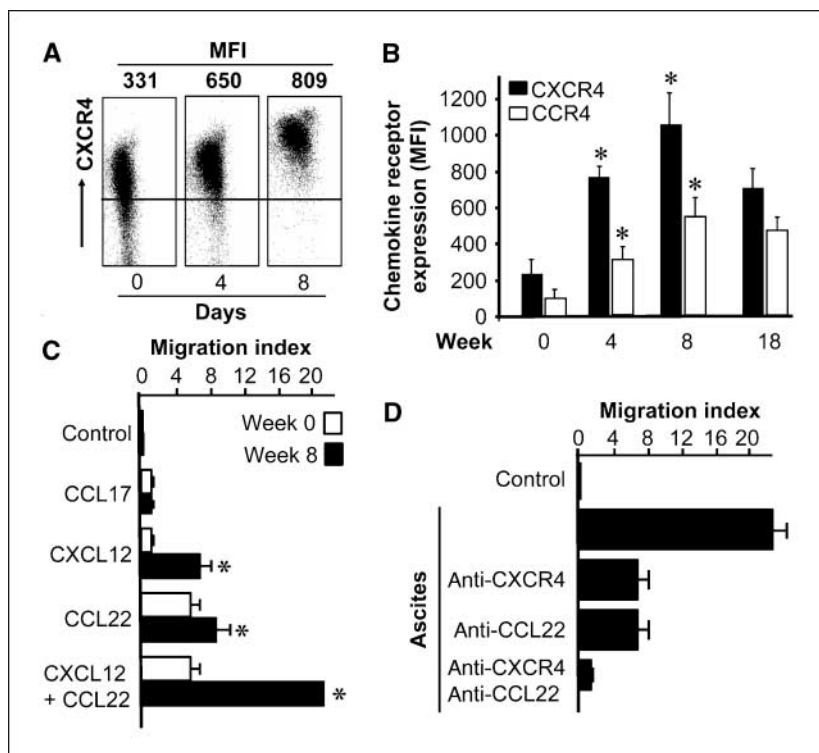 A
MFI
331 650 809
CXCR4
0 4 8
Days
B
CXCR4
CCR4
Chemokine receptor
expression (MFI)
1200
1000
800
600
400
200
0
* * * *
Week 0 4 8 18
C
Migration index
0 4 8 12 16 20
Week 0
Week 8
Control
CCL17
CXCL12 *
CCL22 *
CXCL12
+ CCL22 *
D
Migration index
0 4 8 12 16 20
Control
Ascites
Anti-CXCR4
Anti-CCL22
Anti-CXCR4
Anti-CCL22